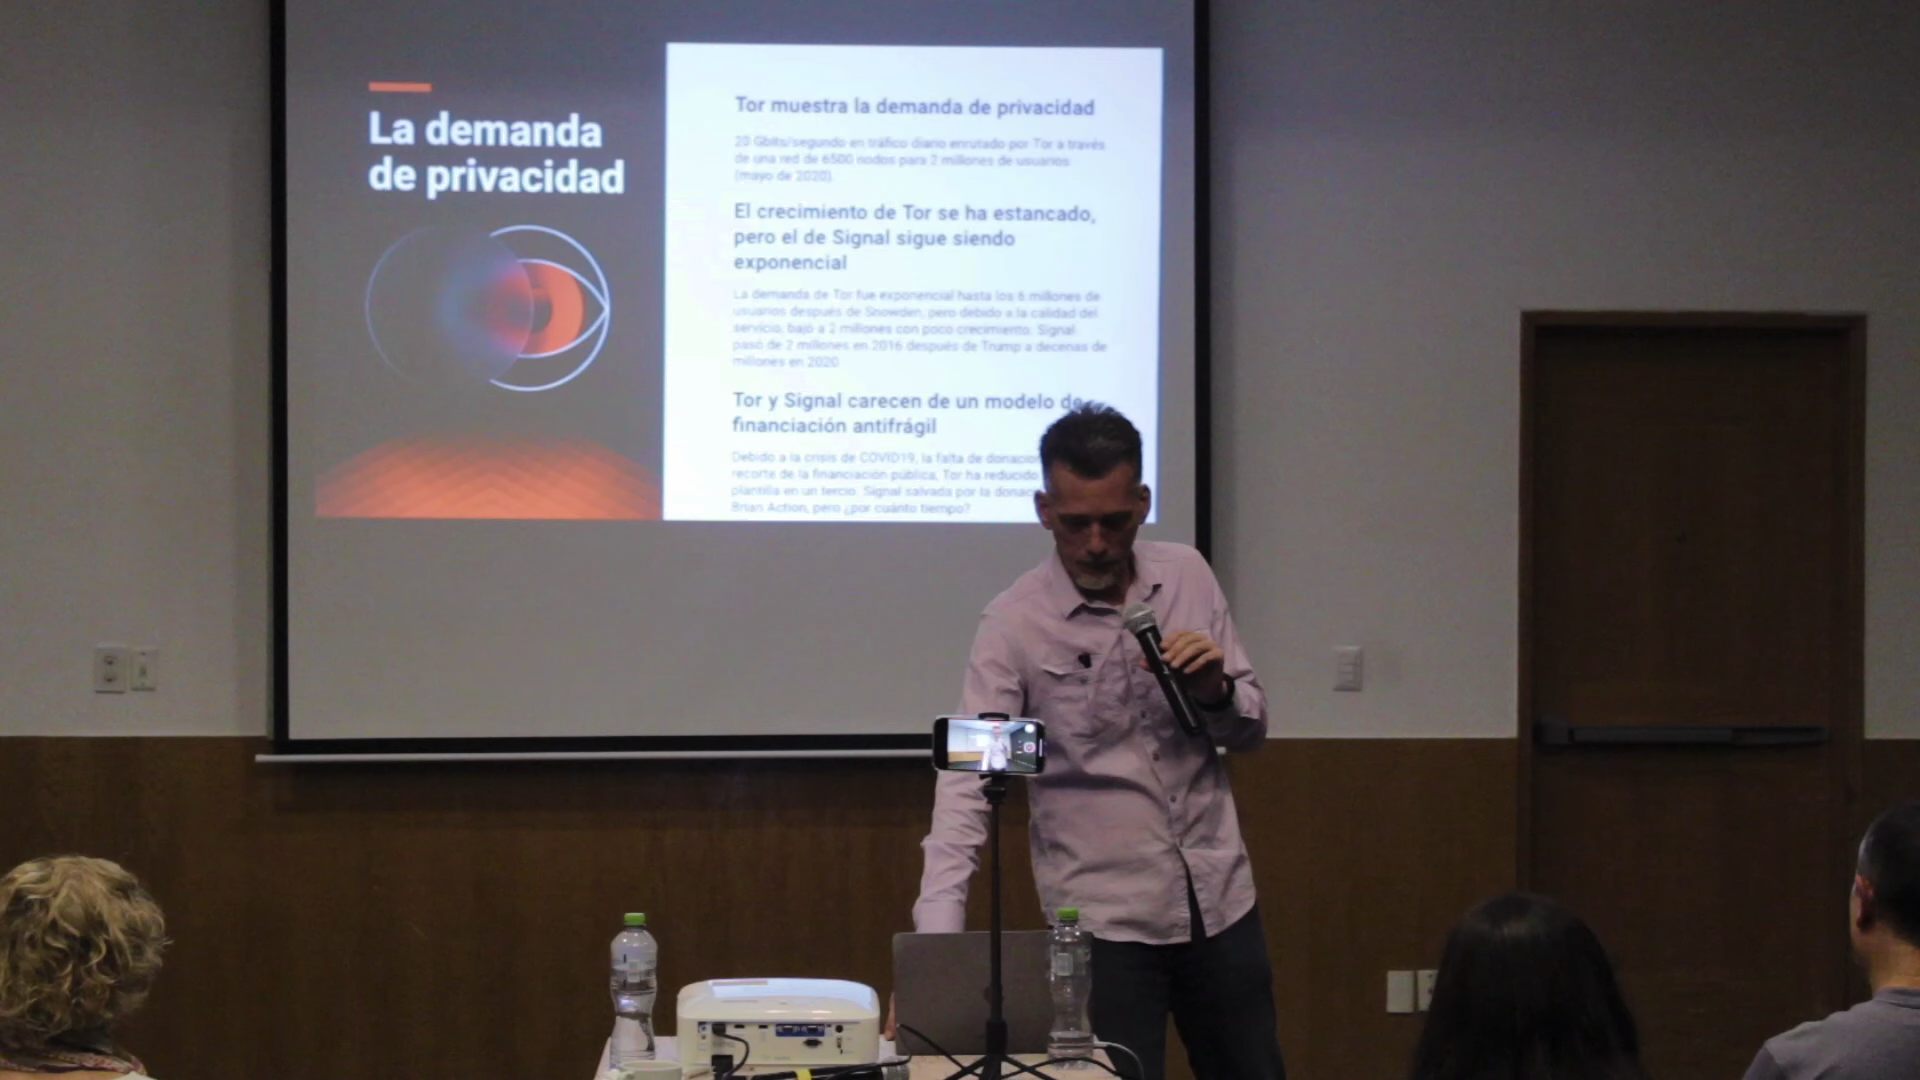 La demanda
de privacidad
Tor muestra la demanda de privacidad
20 Gbits/segundo en tráfico diario enrutado por Tor a través
de una red de 6500 nodos para 2 millones de usuarios
(mayo de 2020).
El crecimiento de Tor se ha estancado,
pero el de Signal sigue siendo
exponencial
La demanda de Tor fue exponencial hasta los 6 millones de
usuarios después de Snowden, pero debido a la calidad del
servicio, bajo a 2 millones con poco crecimiento. Signal
pasó de 2 millones en 2016 después de Trump a decenas de
millones en 2020.
Tor y Signal carecen de un modelo de
financiación antifrágil
Debido a la crisis de COVID19, la falta de
recorte de la financiación pública, Tor ha reducido
plantilla en un tercio. Signal salvada por la
Brian Action, pero ¿por cuánto tiempo?